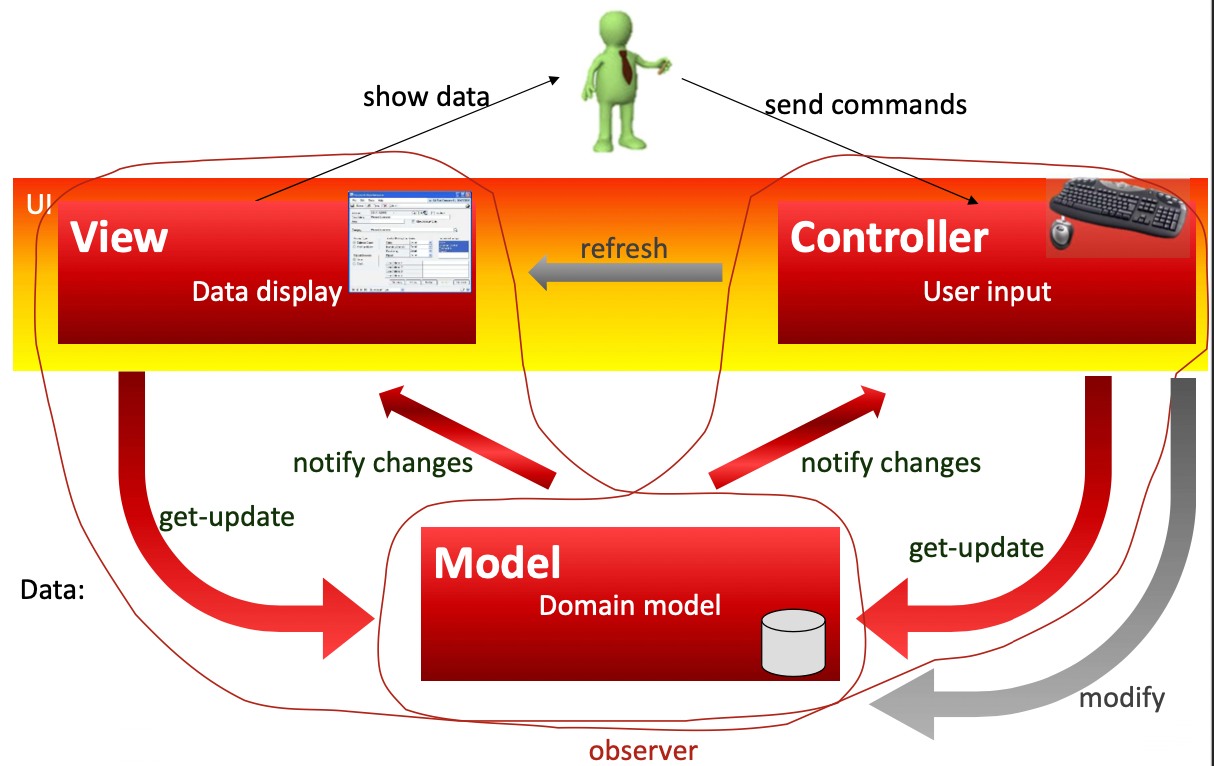 show data
send commands
UI
View
Data display
refresh
Controller
User input
notify changes
notify changes
get-update
get-update
Data:
Model
Domain model
modify
observer